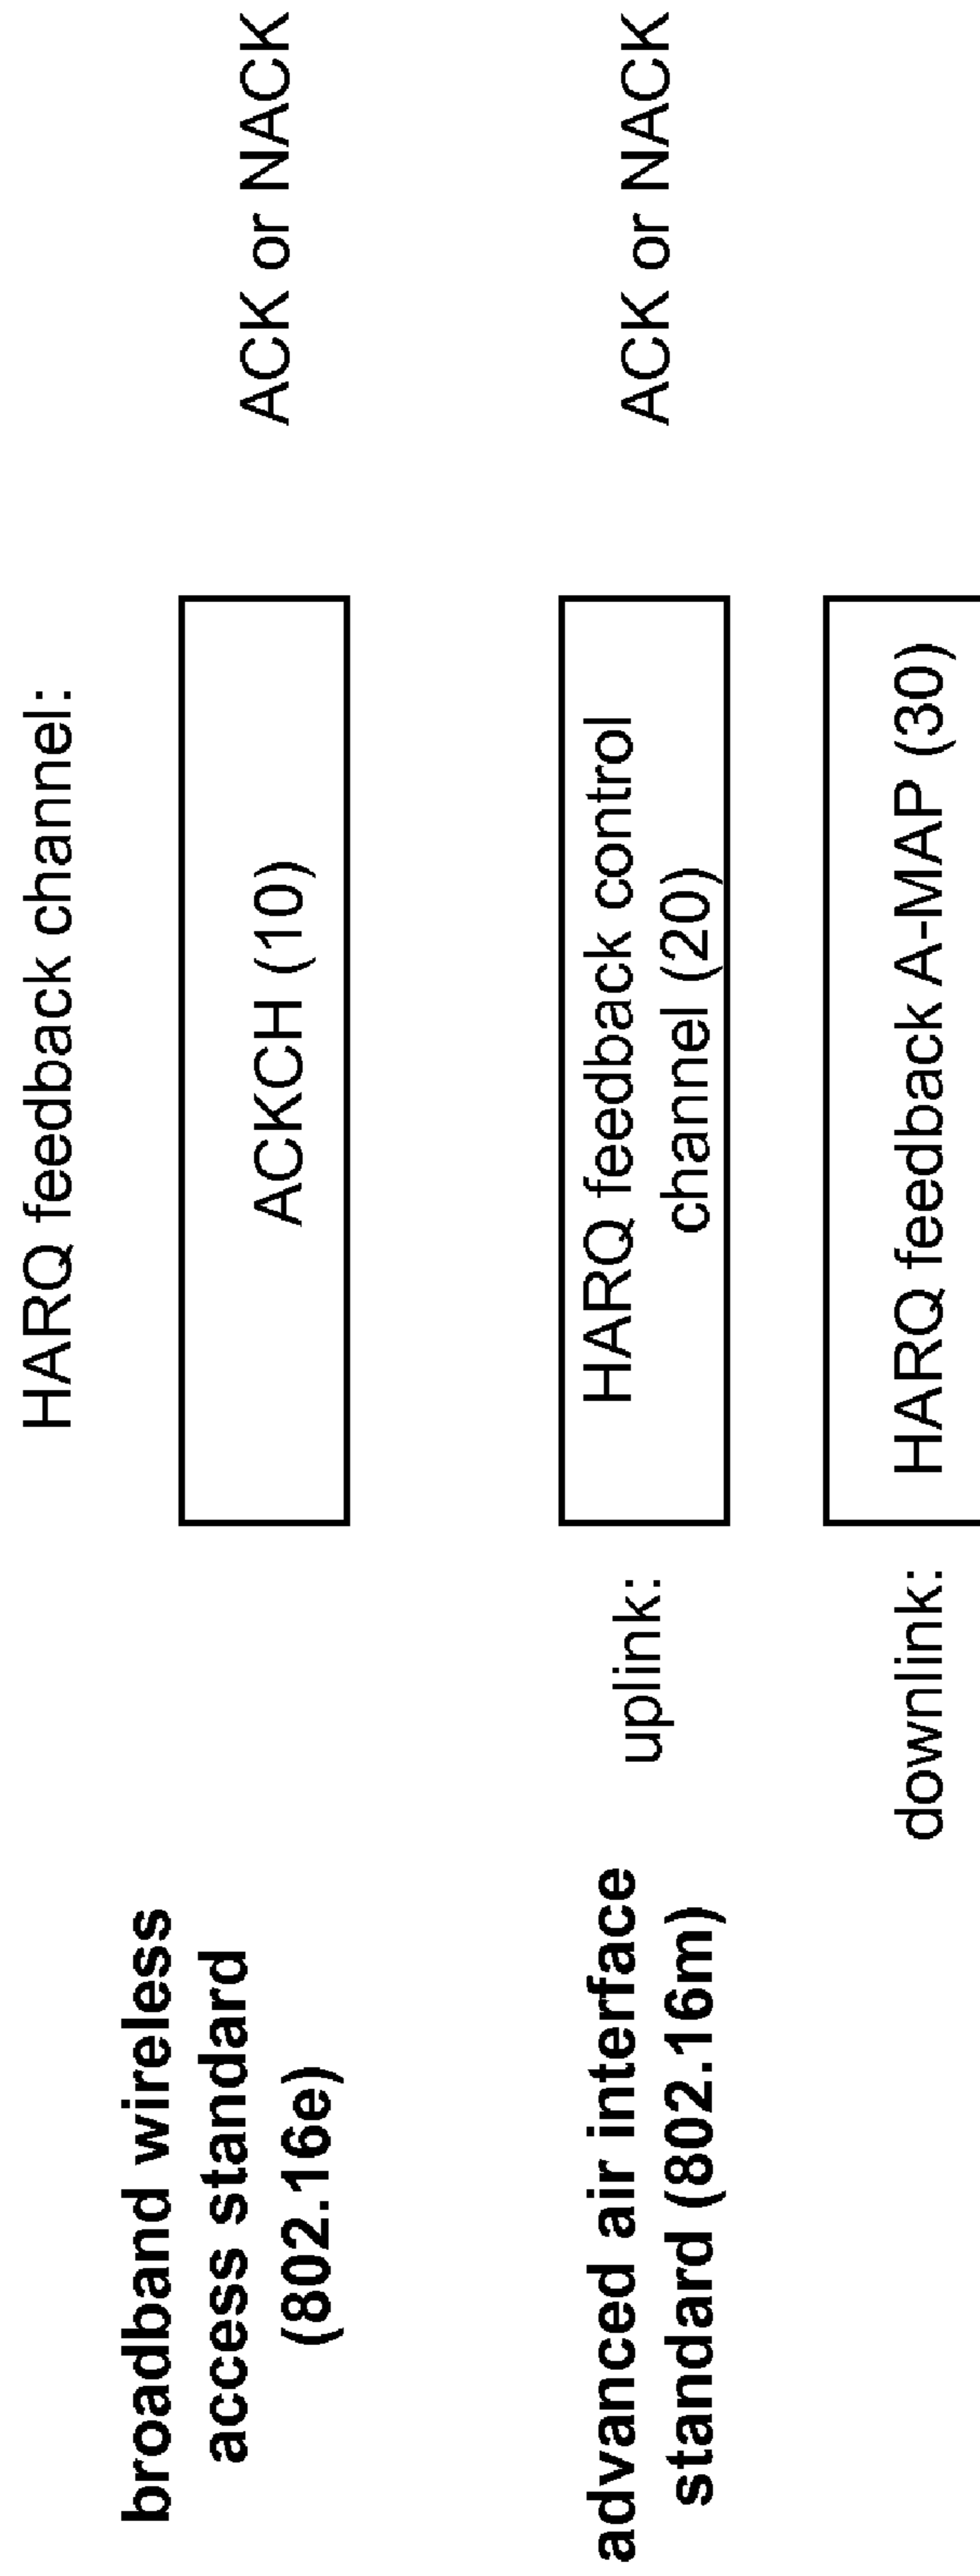 HARQ feedback channel:
broadband wireless
access standard
(802.16e)
ACKCH (10)
ACK or NACK
advanced air interface
standard (802.16m)
uplink:
HARQ feedback control
channel (20)
ACK or NACK
downlink:
HARQ feedback A-MAP (30)